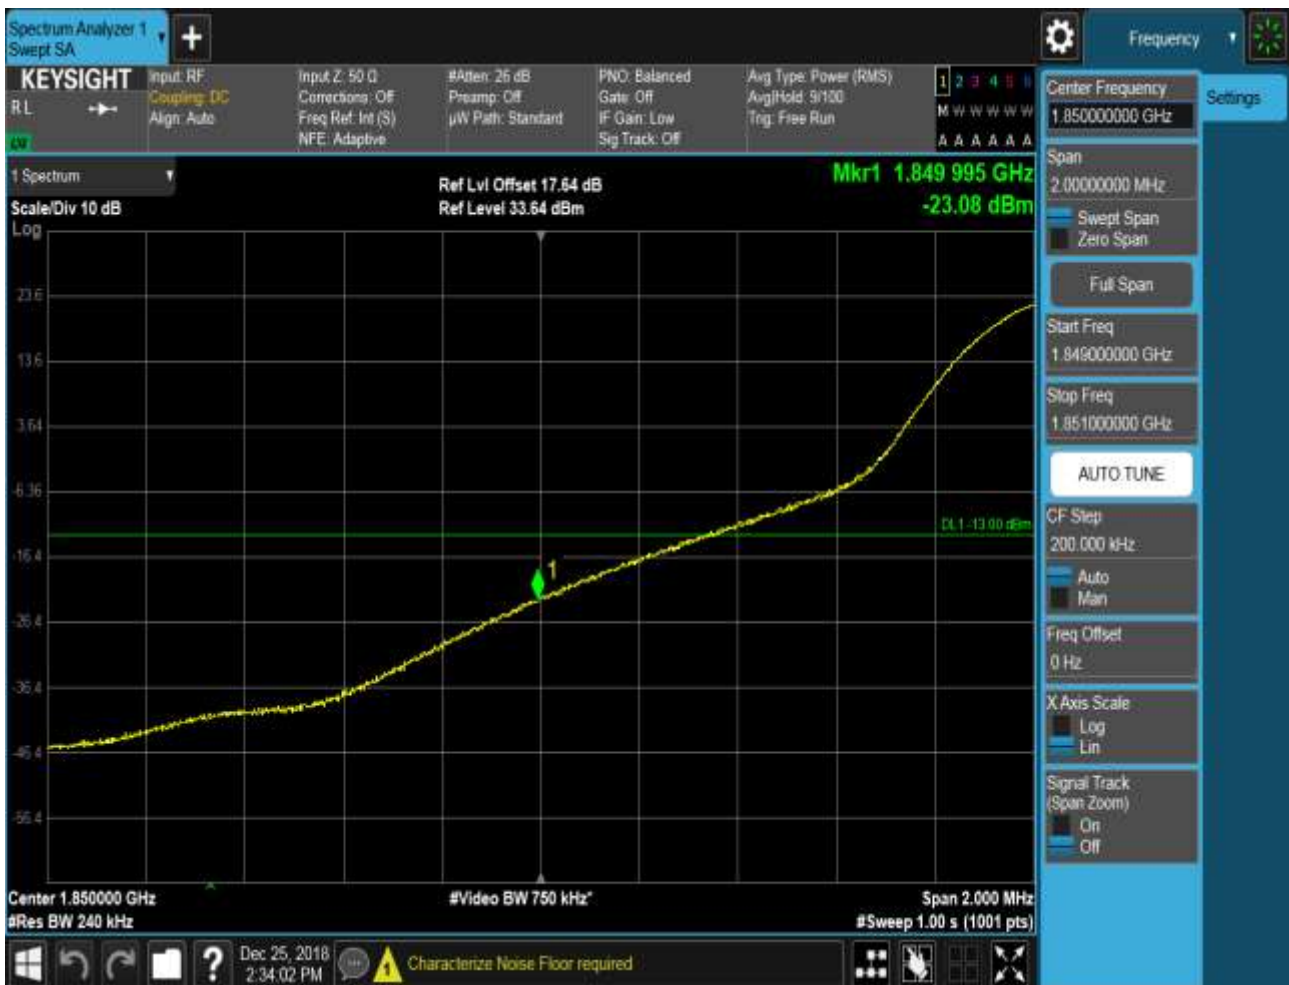 Spectrum Analyzer 1
Swept SA
+
Frequency
KEYSIGHT
RL
Input: RF
Coupling: DC
Align: Auto
Input Z: 50 Ω
Corrections: Off
Freq Ref: Int (S)
NFE: Adaptive
#Atten: 26 dB
Preamp: Off
µW Path: Standard
PNO: Balanced
Gate: Off
IF Gain: Low
Sig Track: Off
Avg Type: Power (RMS)
Avg|Hold: 9/100
Trig: Free Run
1 2 3 4 5 6
M W W W W W
A A A A A A
1 Spectrum
Scale/Div 10 dB
Log
Ref Lvl Offset 17.64 dB
Ref Level 33.64 dBm
Mkr1 1.849 995 GHz
-23.08 dBm
23.6
13.6
3.64
-6.36
DL1 -13.00 dBm
-16.4
1
-26.4
-36.4
-46.4
-56.4
Center 1.850000 GHz
#Res BW 240 kHz
#Video BW 750 kHz*
Span 2.000 MHz
#Sweep 1.00 s (1001 pts)
Center Frequency
1.850000000 GHz
Settings
Span
2.00000000 MHz
Swept Span
Zero Span
Full Span
Start Freq
1.849000000 GHz
Stop Freq
1.851000000 GHz
AUTO TUNE
CF Step
200.000 kHz
Auto
Man
Freq Offset
0 Hz
X Axis Scale
Log
Lin
Signal Track
(Span Zoom)
On
Off
?
Dec 25, 2018
2:34:02 PM
1
Characterize Noise Floor required